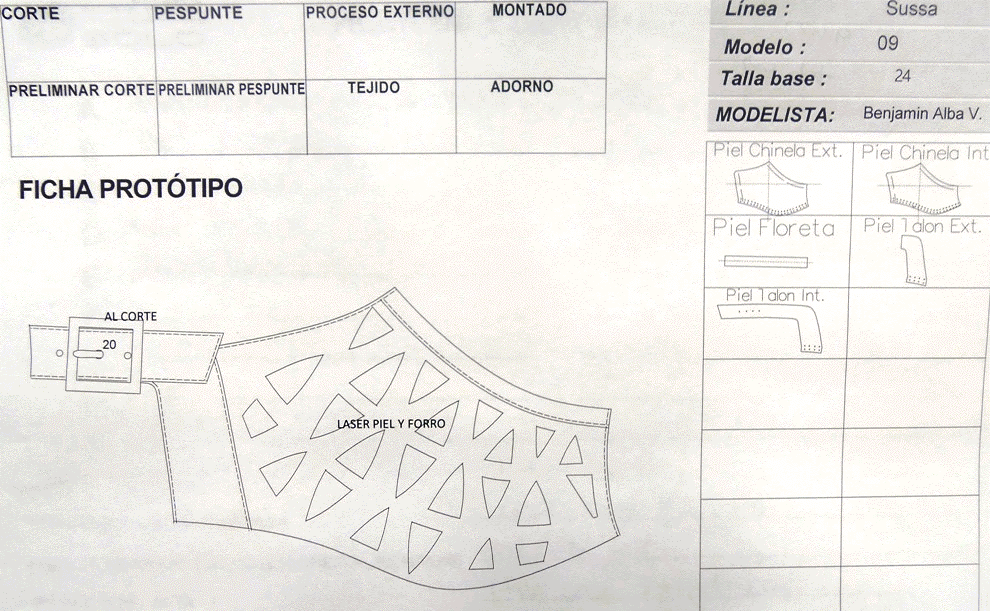 CORTE PESPUNTE PROCESO EXTERNO MONTADO
PRELIMINAR CORTE PRELIMINAR PESPUNTE TEJIDO ADORNO
FICHA PROTÓTIPO
AL CORTE
20
LASER PIEL Y FORRO
Línea : Sussa
Modelo : 09
Talla base : 24
MODELISTA: Benjamin Alba V.
Piel Chinela Ext. Piel Chinela Int
Piel Floreta Piel Talon Ext.
Piel Talon Int.